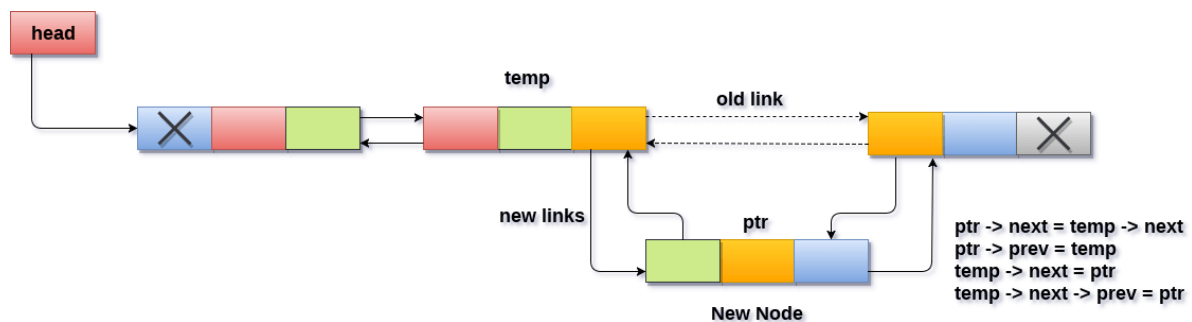 head
temp
old link
new links
ptr
New Node
ptr -> next = temp -> next
ptr -> prev = temp
temp -> next = ptr
temp -> next -> prev = ptr